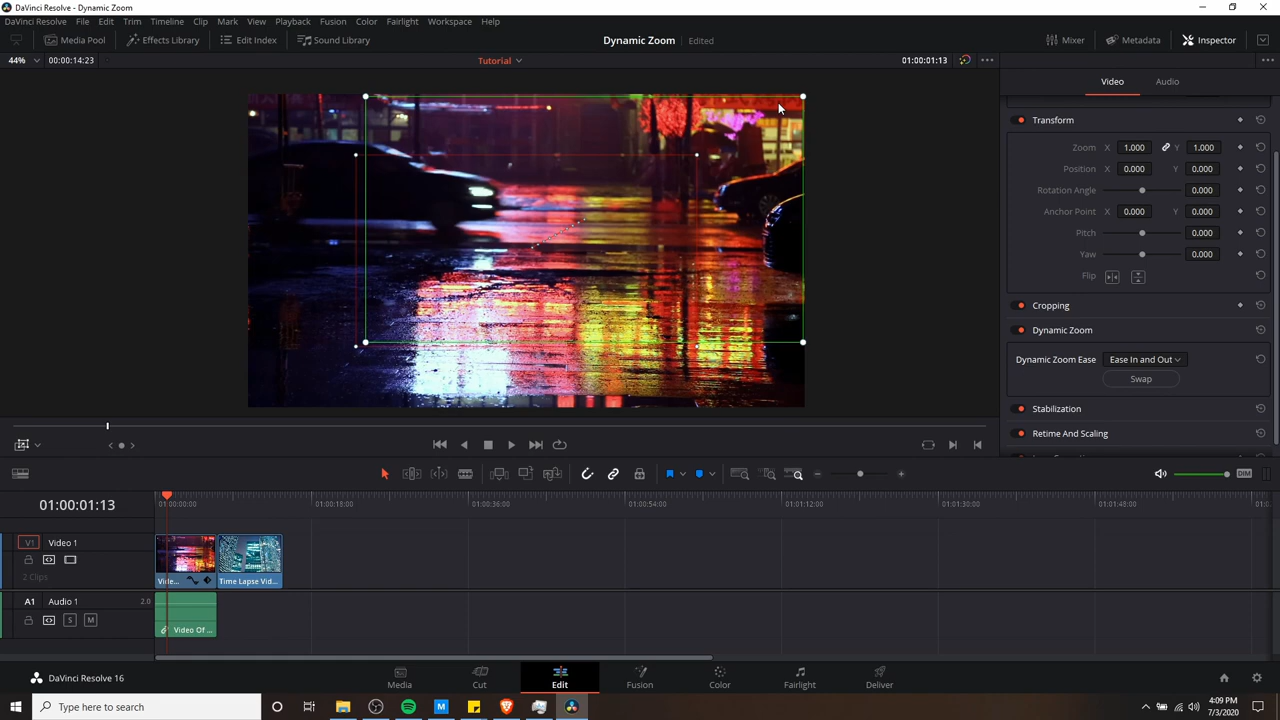 DaVinci Resolve - Dynamic Zoom
DaVinci Resolve File Edit Trim Timeline Clip Mark View Playback Fusion Color Fairlight Workspace Help
Media Pool Effects Library Edit Index Sound Library Dynamic Zoom Edited Mixer Metadata Inspector
44% 00:00:14:23 Tutorial 01:00:01:13
Video Audio
Transform
Zoom X 1.000 Y 1.000
Position X 0.000 Y 0.000
Rotation Angle 0.000
Anchor Point X 0.000 Y 0.000
Pitch 0.000
Yaw 0.000
Flip
Cropping
Dynamic Zoom
Dynamic Zoom Ease Ease In and Out
Swap
Stabilization
Retime And Scaling
DIM
01:00:01:13 01:00:00:00 01:00:18:00 01:00:36:00 01:00:54:00 01:01:12:00 01:01:30:00 01:01:48:00
V1 Video 1
2 Clips
Vide... Time Lapse Vid...
A1 Audio 1 2.0
S M
Video Of ...
DaVinci Resolve 16 Media Cut Edit Fusion Color Fairlight Deliver
Type here to search
4:09 PM
7/3/2020